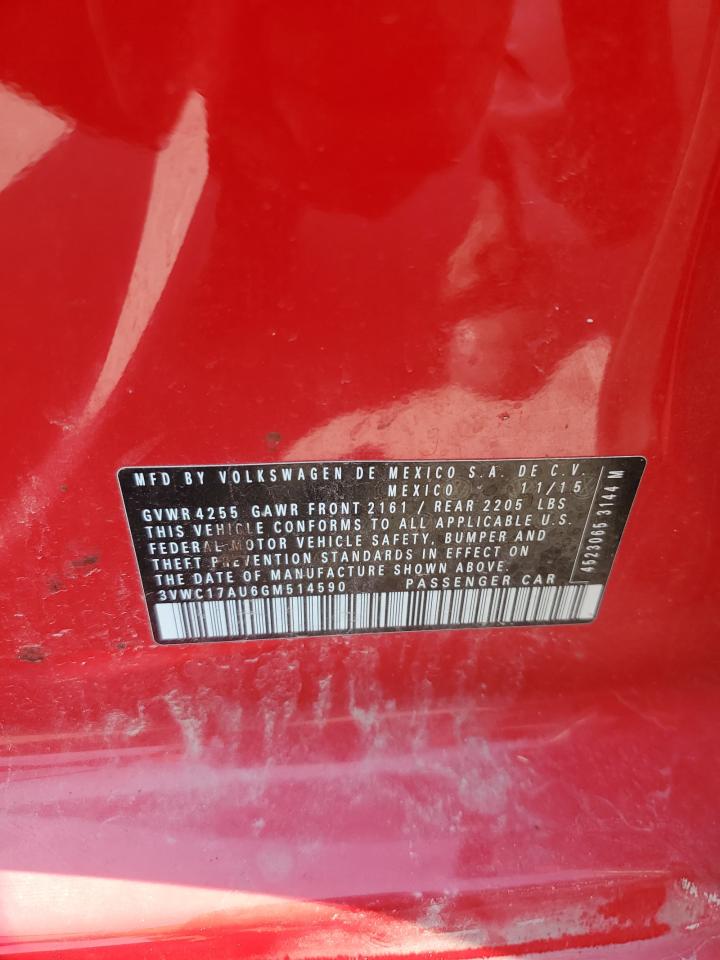 MFD BY VOLKSWAGEN DE MEXICO S.A. DE C.V.
MEXICO 11/15
GVWR 4255 GAWR FRONT 2161 / REAR 2205 LBS
THIS VEHICLE CONFORMS TO ALL APPLICABLE U.S.
FEDERAL MOTOR VEHICLE SAFETY, BUMPER AND
THEFT PREVENTION STANDARDS IN EFFECT ON
THE DATE OF MANUFACTURE SHOWN ABOVE.
3VWC17AU6GM514590 PASSENGER CAR
4523065 3144 M